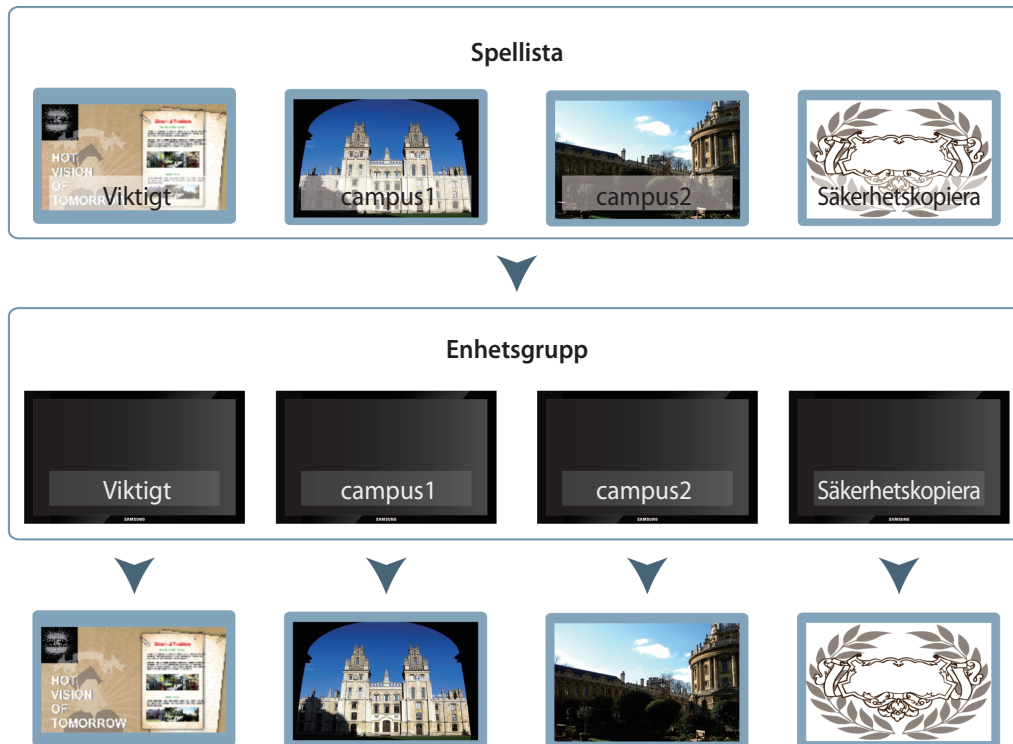 Spellista
HOT
VISION
OF
TOMORROW
Viktigt
campus1
campus2
Säkerhetskopiera
Enhetsgrupp
Viktigt
campus1
campus2
Säkerhetskopiera
SAMSUNG
SAMSUNG
SAMSUNG
SAMSUNG
HOT
VISION
OF
TOMORROW